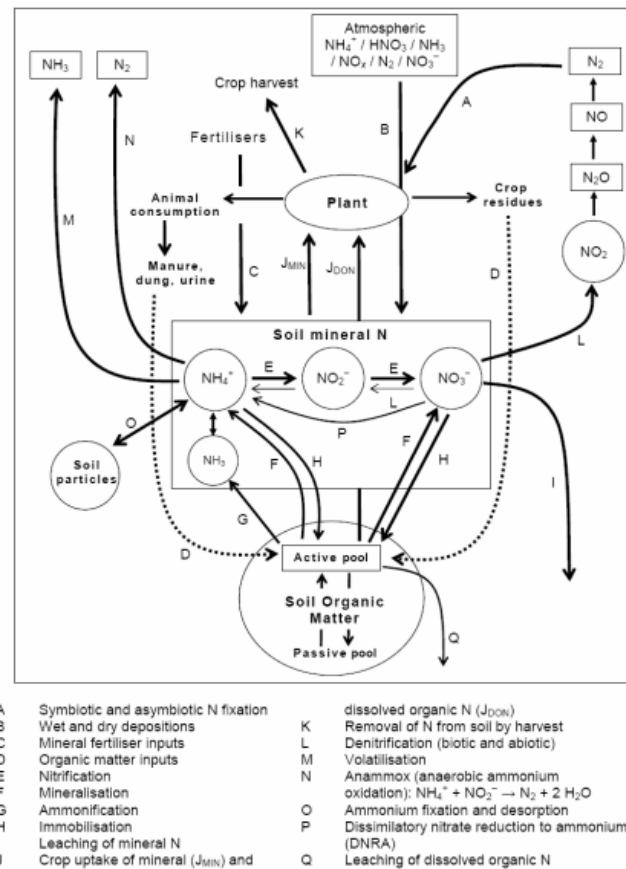 Atmospheric
NH₄⁺ / HNO₃ / NH₃
/ NOₓ / N₂ / NO₃⁻
NH₃
N₂
N₂
Crop harvest
A
B
NO
K
N
Fertilisers
N₂O
Animal
consumption
Plant
Crop
residues
M
NO₂
Manure,
dung, urine
C
J_MIN
J_DON
D
Soil mineral N
L
NH₄⁺
E
NO₂⁻
E
NO₃⁻
L
P
O
F
H
F
H
NH₃
Soil
particles
I
G
D
Active pool
Soil Organic
Matter
Passive pool
Q
A Symbiotic and asymbiotic N fixation
B Wet and dry depositions
C Mineral fertiliser inputs
D Organic matter inputs
E Nitrification
F Mineralisation
G Ammonification
H Immobilisation
Leaching of mineral N
Crop uptake of mineral (J_MIN) and
dissolved organic N (J_DON)
K Removal of N from soil by harvest
L Denitrification (biotic and abiotic)
M Volatilisation
N Anammox (anaerobic ammonium
oxidation): NH₄⁺ + NO₂⁻ → N₂ + 2 H₂O
O Ammonium fixation and desorption
P Dissimilatory nitrate reduction to ammonium
(DNRA)
Q Leaching of dissolved organic N